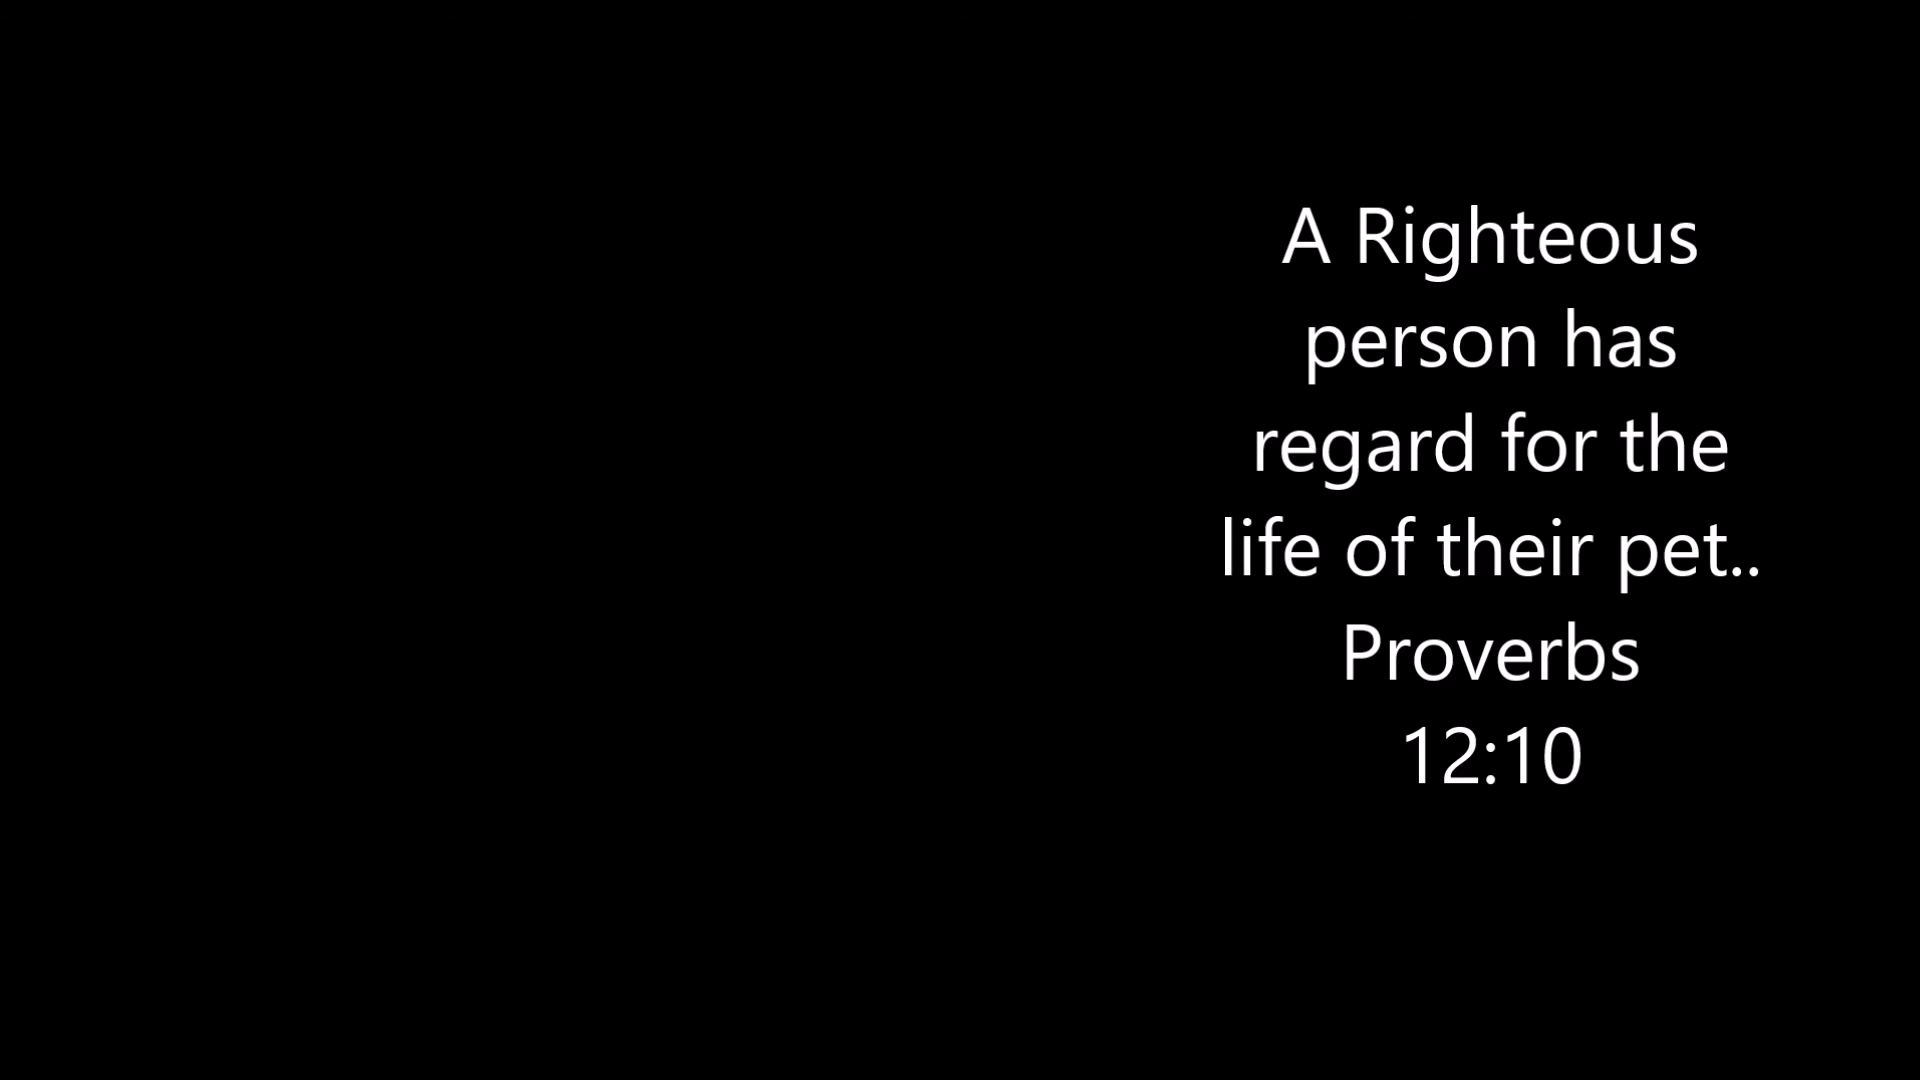 A Righteous
person has
regard for the
life of their pet..
Proverbs
12:10